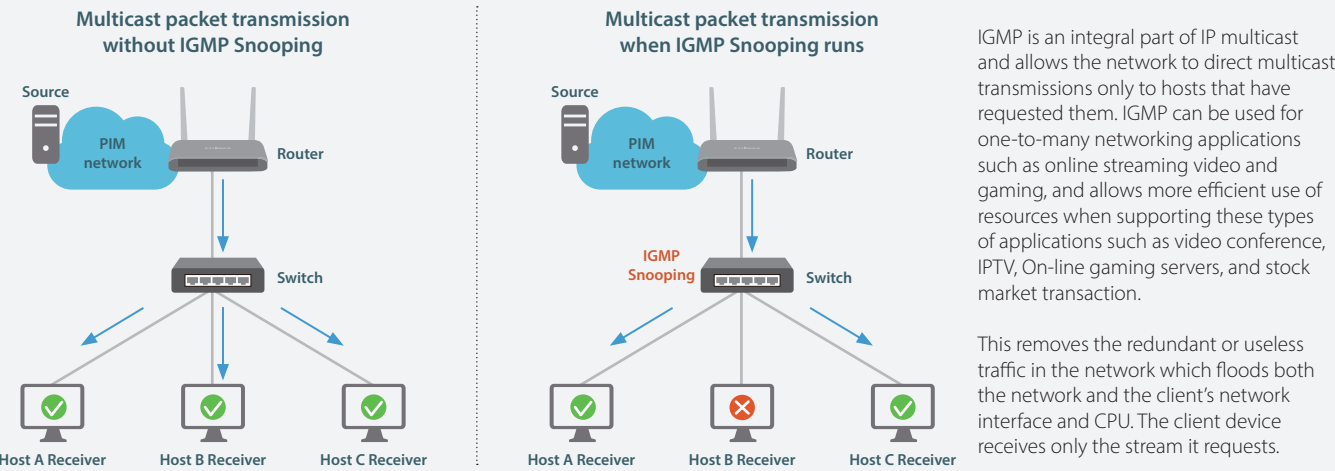 Multicast packet transmission
without IGMP Snooping
Source
PIM
network
Router
Switch
Host A Receiver
Host B Receiver
Host C Receiver
Multicast packet transmission
when IGMP Snooping runs
Source
PIM
network
Router
IGMP
Snooping
Switch
Host A Receiver
Host B Receiver
Host C Receiver
IGMP is an integral part of IP multicast
and allows the network to direct multicast
transmissions only to hosts that have
requested them. IGMP can be used for
one-to-many networking applications
such as online streaming video and
gaming, and allows more efficient use of
resources when supporting these types
of applications such as video conference,
IPTV, On-line gaming servers, and stock
market transaction.
This removes the redundant or useless
traffic in the network which floods both
the network and the client’s network
interface and CPU. The client device
receives only the stream it requests.